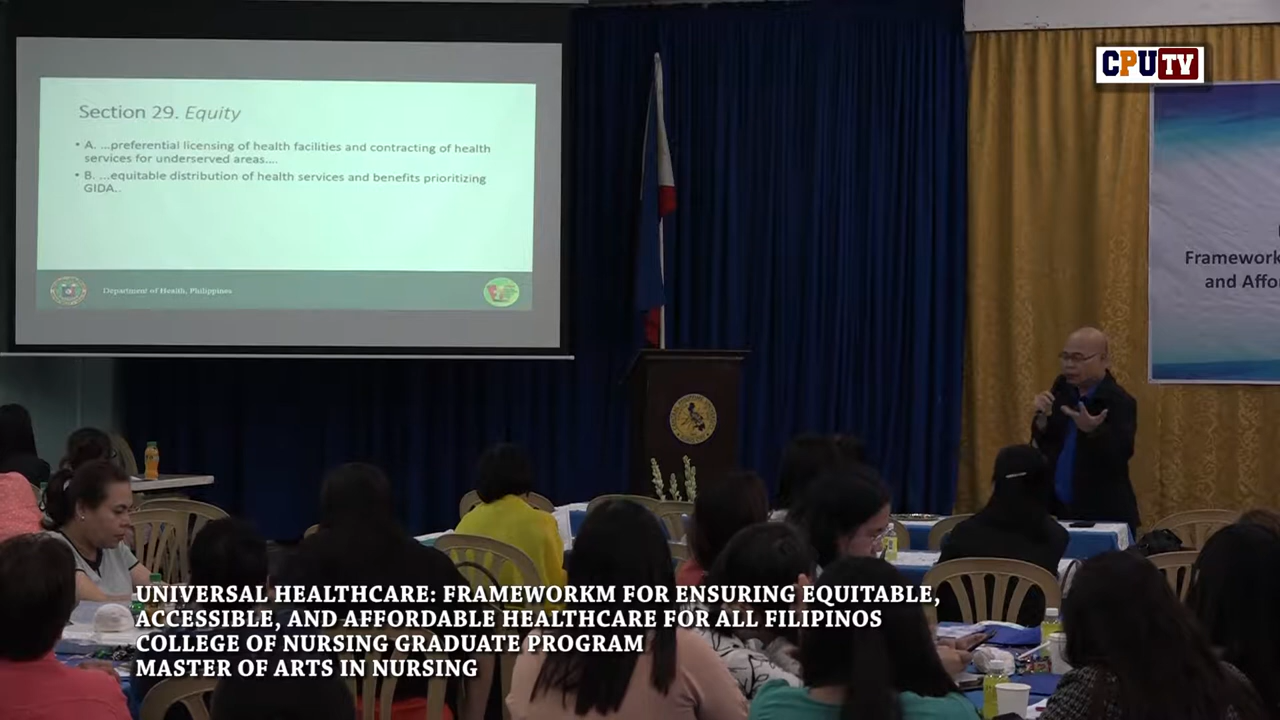 CPUTV
Section 29. Equity
• A. ...preferential licensing of health facilities and contracting of health
services for underserved areas....
• B. ...equitable distribution of health services and benefits prioritizing
GIDA..
Department of Health, Philippines
Framework
and Affo
UNIVERSAL HEALTHCARE: FRAMEWORKM FOR ENSURING EQUITABLE,
ACCESSIBLE, AND AFFORDABLE HEALTHCARE FOR ALL FILIPINOS
COLLEGE OF NURSING GRADUATE PROGRAM
MASTER OF ARTS IN NURSING